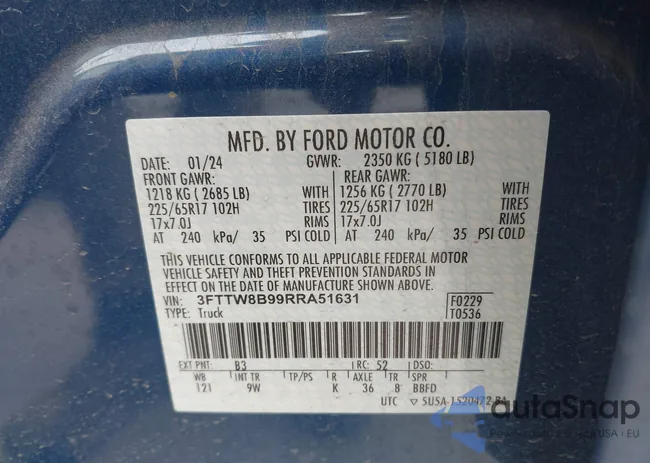 MFD. BY FORD MOTOR CO.
DATE: 01/24 GVWR: 2350 KG ( 5180 LB)
FRONT GAWR: REAR GAWR:
1218 KG ( 2685 LB) WITH 1256 KG ( 2770 LB) WITH
225/65R17 102H TIRES 225/65R17 102H TIRES
17x7.0J RIMS 17x7.0J RIMS
AT 240 kPa/ 35 PSI COLD AT 240 kPa/ 35 PSI COLD
THIS VEHICLE CONFORMS TO ALL APPLICABLE FEDERAL MOTOR
VEHICLE SAFETY AND THEFT PREVENTION STANDARDS IN
EFFECT ON THE DATE OF MANUFACTURE SHOWN ABOVE.
VIN: 3FTTW8B99RRA51631 F0229
TYPE: Truck T0536
EXT PNT: B3 RC: 52 DSO:
WB INT TR TP/PS R AXLE TR SPR
121 9W K 36 8 BBFD
UTC ▽ 5U5A-1520472-BA
autoSnap
USA / EU